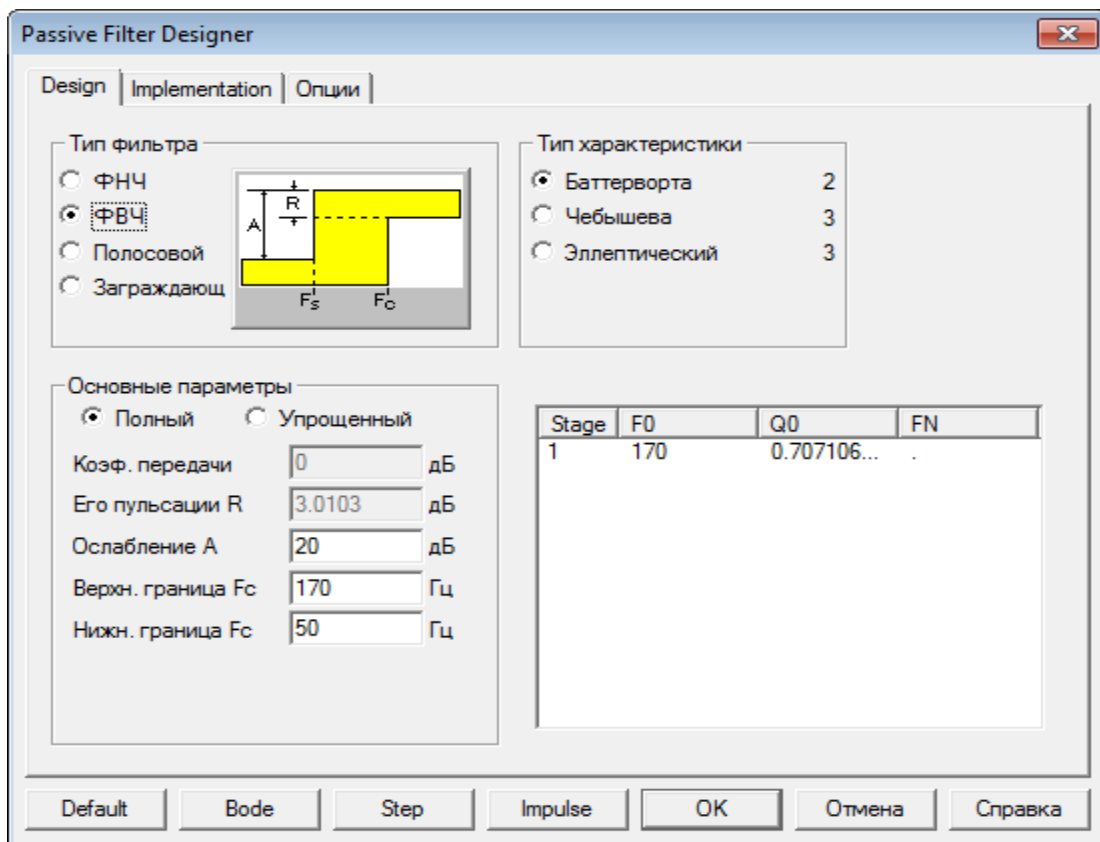 Passive Filter Designer
Design Implementation Опции
Тип фильтра
ФНЧ
ФВЧ
Полосовой
Заграждающ
A
R
Fs
Fc
Тип характеристики
Баттерворта 2
Чебышева 3
Эллептический 3
Основные параметры
Полный Упрощенный
Коэф. передачи 0 дБ
Его пульсации R 3.0103 дБ
Ослабление A 20 дБ
Верхн. граница Fc 170 Гц
Нижн. граница Fc 50 Гц
Stage F0 Q0 FN
1 170 0.707106... .
Default Bode Step Impulse OK Отмена Справка